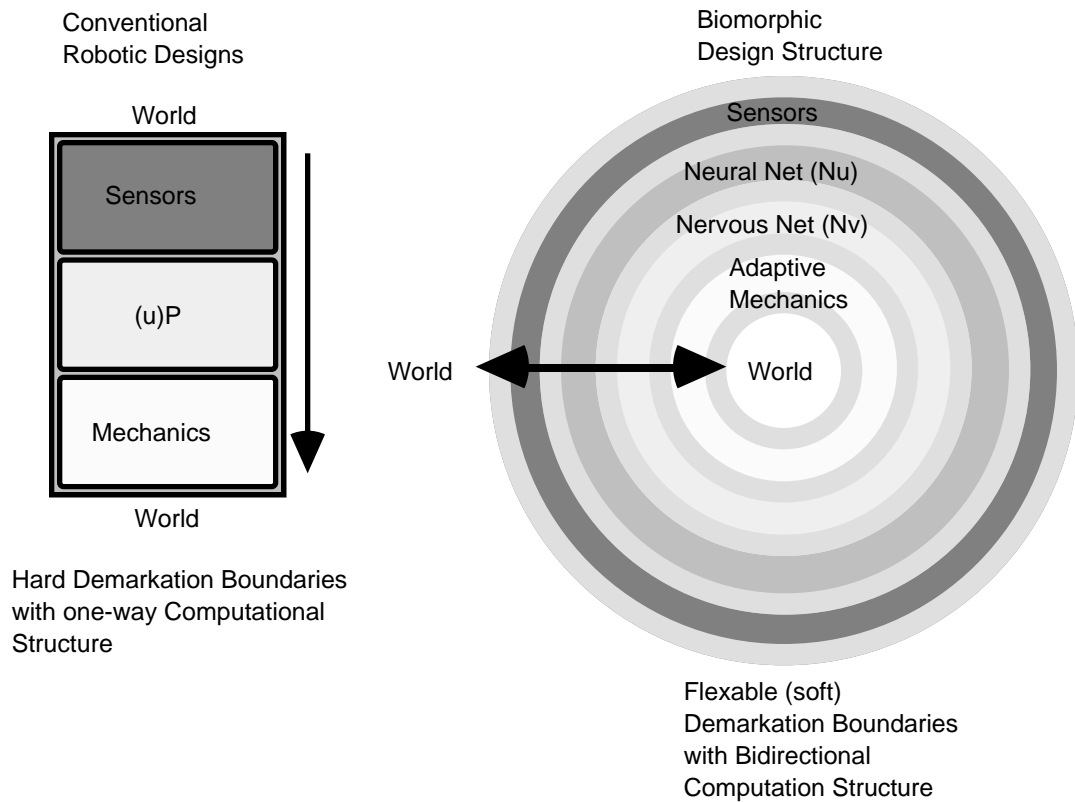 Conventional
Robotic Designs
World
Sensors
(u)P
Mechanics
World
Hard Demarkation Boundaries
with one-way Computational
Structure
Biomorphic
Design Structure
Sensors
Neural Net (Nu)
Nervous Net (Nv)
Adaptive
Mechanics
World
World
Flexable (soft)
Demarkation Boundaries
with Bidirectional
Computation Structure